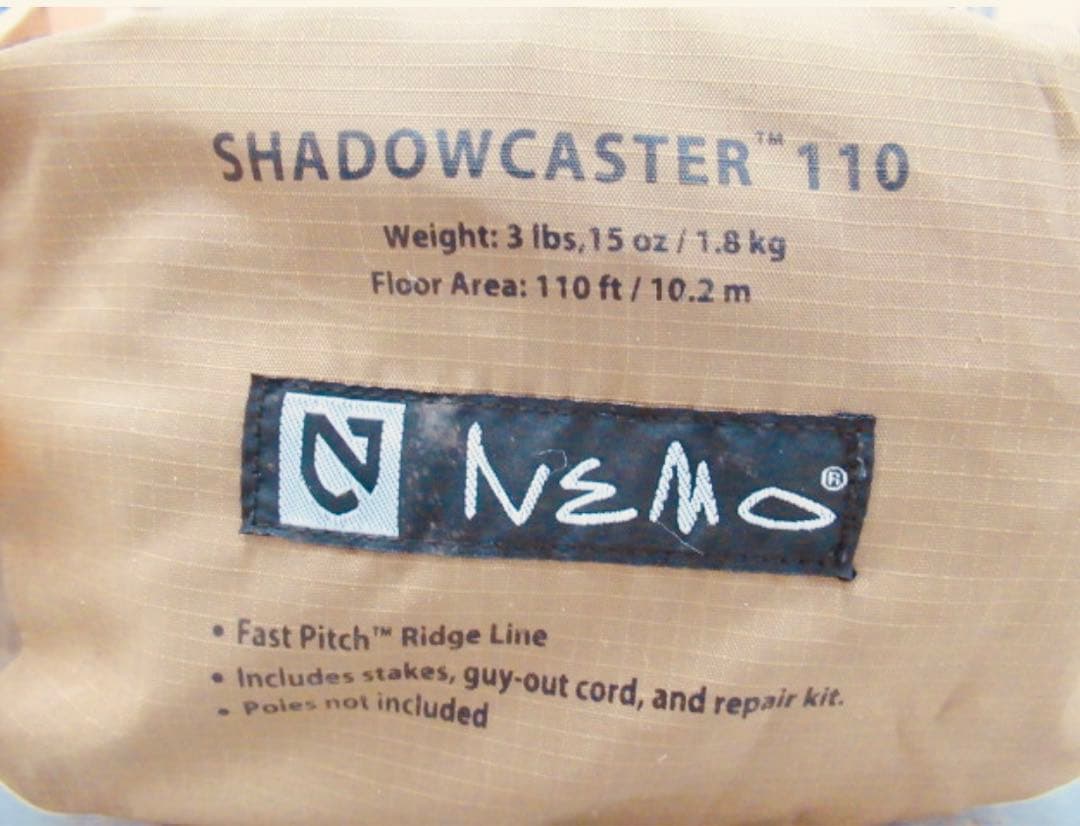 SHADOWCASTER™ 110
Weight: 3 lbs,15 oz / 1.8 kg
Floor Area: 110 ft / 10.2 m
N NEMO®
• Fast Pitch™ Ridge Line
• Includes stakes, guy-out cord, and repair kit.
• Poles not included